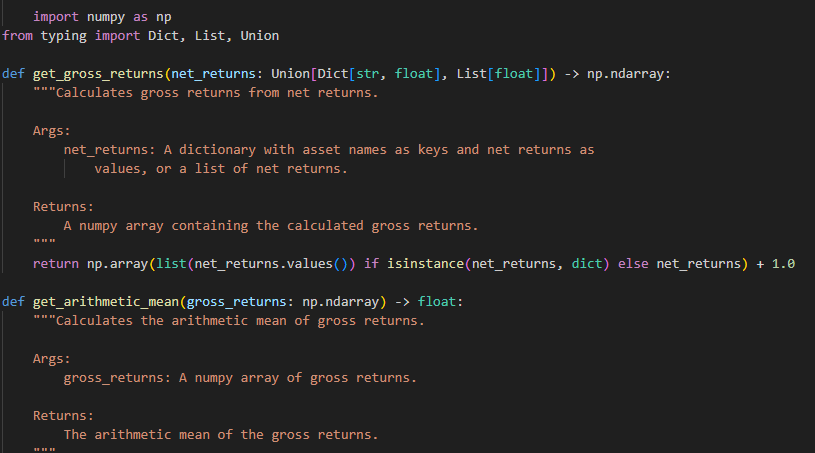 import numpy as np
from typing import Dict, List, Union

def get_gross_returns(net_returns: Union[Dict[str, float], List[float]]) -> np.ndarray:
    """Calculates gross returns from net returns.

    Args:
        net_returns: A dictionary with asset names as keys and net returns as
            values, or a list of net returns.

    Returns:
        A numpy array containing the calculated gross returns.
    """
    return np.array(list(net_returns.values()) if isinstance(net_returns, dict) else net_returns) + 1.0

def get_arithmetic_mean(gross_returns: np.ndarray) -> float:
    """Calculates the arithmetic mean of gross returns.

    Args:
        gross_returns: A numpy array of gross returns.

    Returns:
        The arithmetic mean of the gross returns.
    """